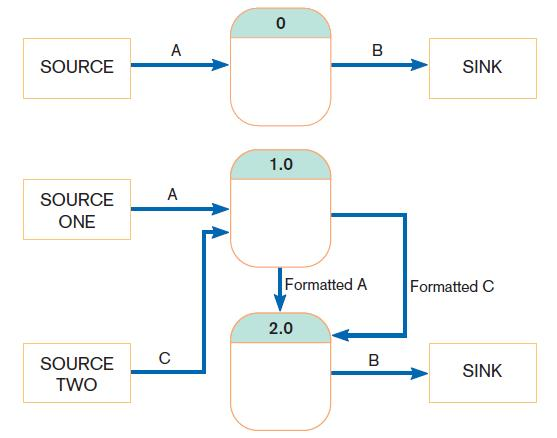 0
SOURCE
A
B
SINK
1.0
SOURCE
ONE
A
Formatted A
Formatted C
2.0
SOURCE
TWO
C
B
SINK